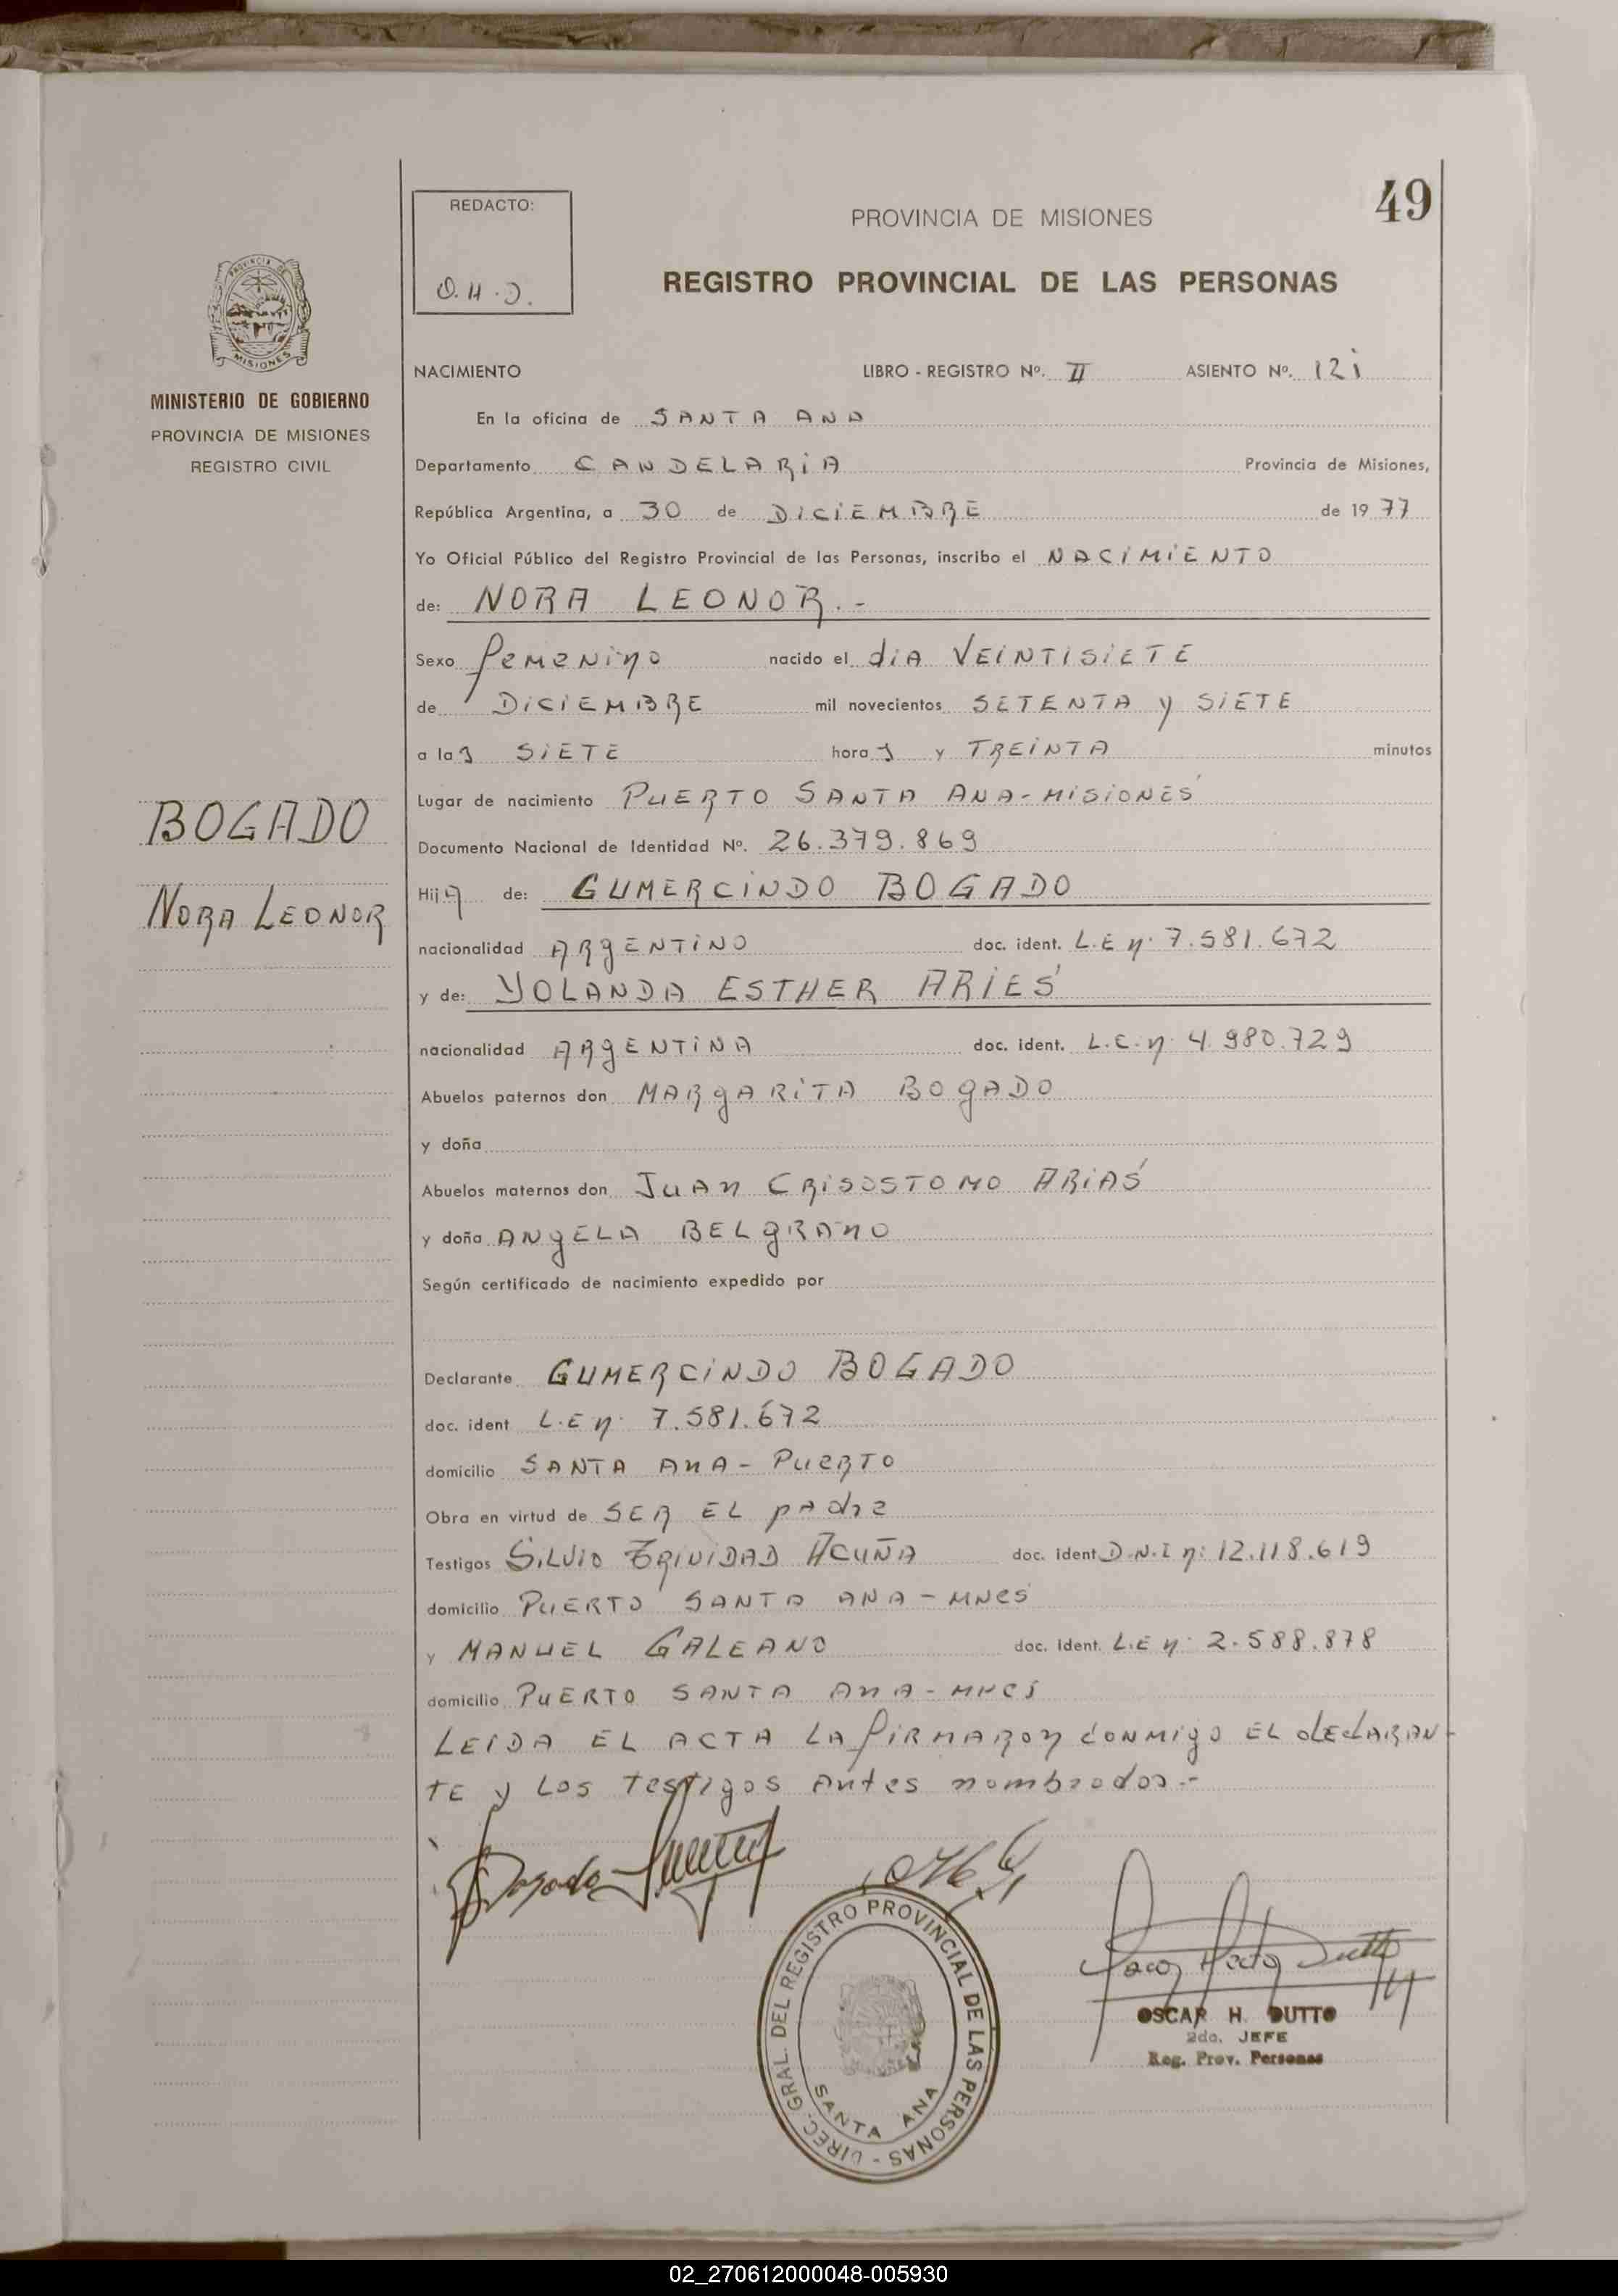 49
REDACTO:
O.H.D.
PROVINCIA DE MISIONES
REGISTRO PROVINCIAL DE LAS PERSONAS
PROVINCIA DE
MISIONES
MINISTERIO DE GOBIERNO
PROVINCIA DE MISIONES
REGISTRO CIVIL
NACIMIENTO LIBRO - REGISTRO Nº. II ASIENTO Nº. 121
En la oficina de SANTA ANA
Departamento CANDELARIA Provincia de Misiones,
República Argentina, a 30 de DICIEMBRE de 19 77
Yo Oficial Público del Registro Provincial de las Personas, inscribo el NACIMIENTO
de: NORA LEONOR.-
Sexo femenino nacido el dia VEINTISIETE
de DICIEMBRE mil novecientos SETENTA y SIETE
a las SIETE horas y TREINTA minutos
Lugar de nacimiento PUERTO SANTA ANA-MISIONES
BOGADO
NORA LEONOR
Documento Nacional de Identidad Nº. 26.379.869
Hija de: GUMERCINDO BOGADO
nacionalidad ARGENTINO doc. ident. L.E nº 7.581.672
y de: YOLANDA ESTHER ARIES
nacionalidad ARGENTINA doc. ident. L.C. nº 4.980.729
Abuelos paternos don MARGARITA BOGADO
y doña
Abuelos maternos don JUAN CRISOSTOMO ARIAS
y doña ANGELA BELGRANO
Según certificado de nacimiento expedido por
Declarante GUMERCINDO BOGADO
doc. ident L.E nº 7.581.672
domicilio SANTA ANA - PUERTO
Obra en virtud de SER EL padre
Testigos SILVIO TRINIDAD ACUÑA doc. ident D.N.I nº: 12.118.619
domicilio PUERTO SANTA ANA - MNES
y MANUEL GALEANO doc. ident. L.E nº 2.588.878
domicilio PUERTO SANTA ANA - MNES
LEIDA EL ACTA LA FIRMARON CONMIGO EL dECLARAN-
TE y LOS TESTIGOS ANTES nombrados.-
Bogado
Oscar Hector Dutto
OSCAR H. DUTTO
2do. JEFE
Reg. Prov. Personas
DIREC. GRAL. DEL REGISTRO PROVINCIAL DE LAS PERSONAS -
SANTA ANA
02_270612000048-005930